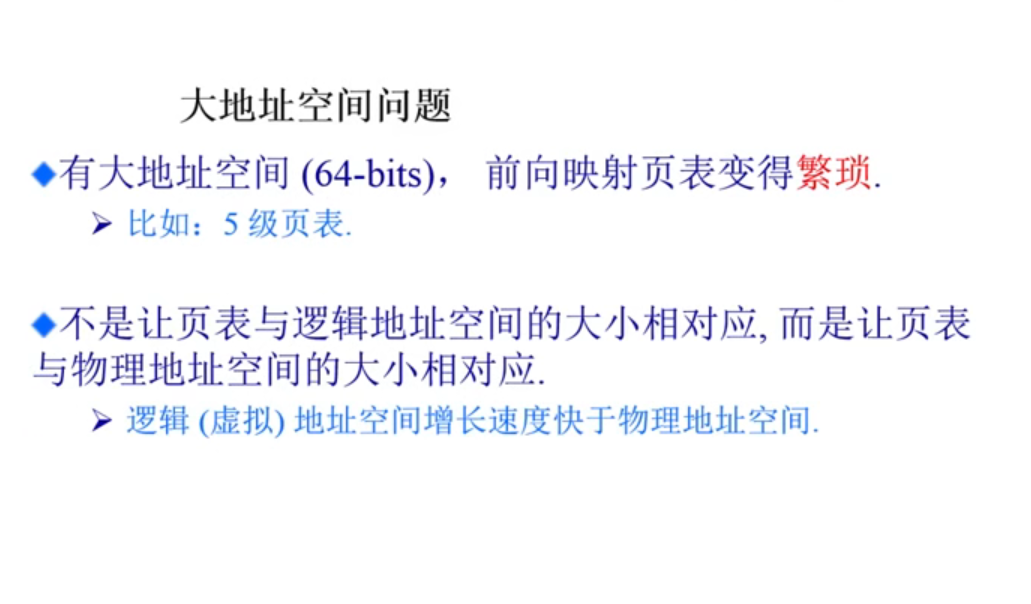 大地址空间问题
有大地址空间 (64-bits)， 前向映射页表变得繁琐.
比如：5 级页表.
不是让页表与逻辑地址空间的大小相对应, 而是让页表
与物理地址空间的大小相对应.
逻辑 (虚拟) 地址空间增长速度快于物理地址空间.